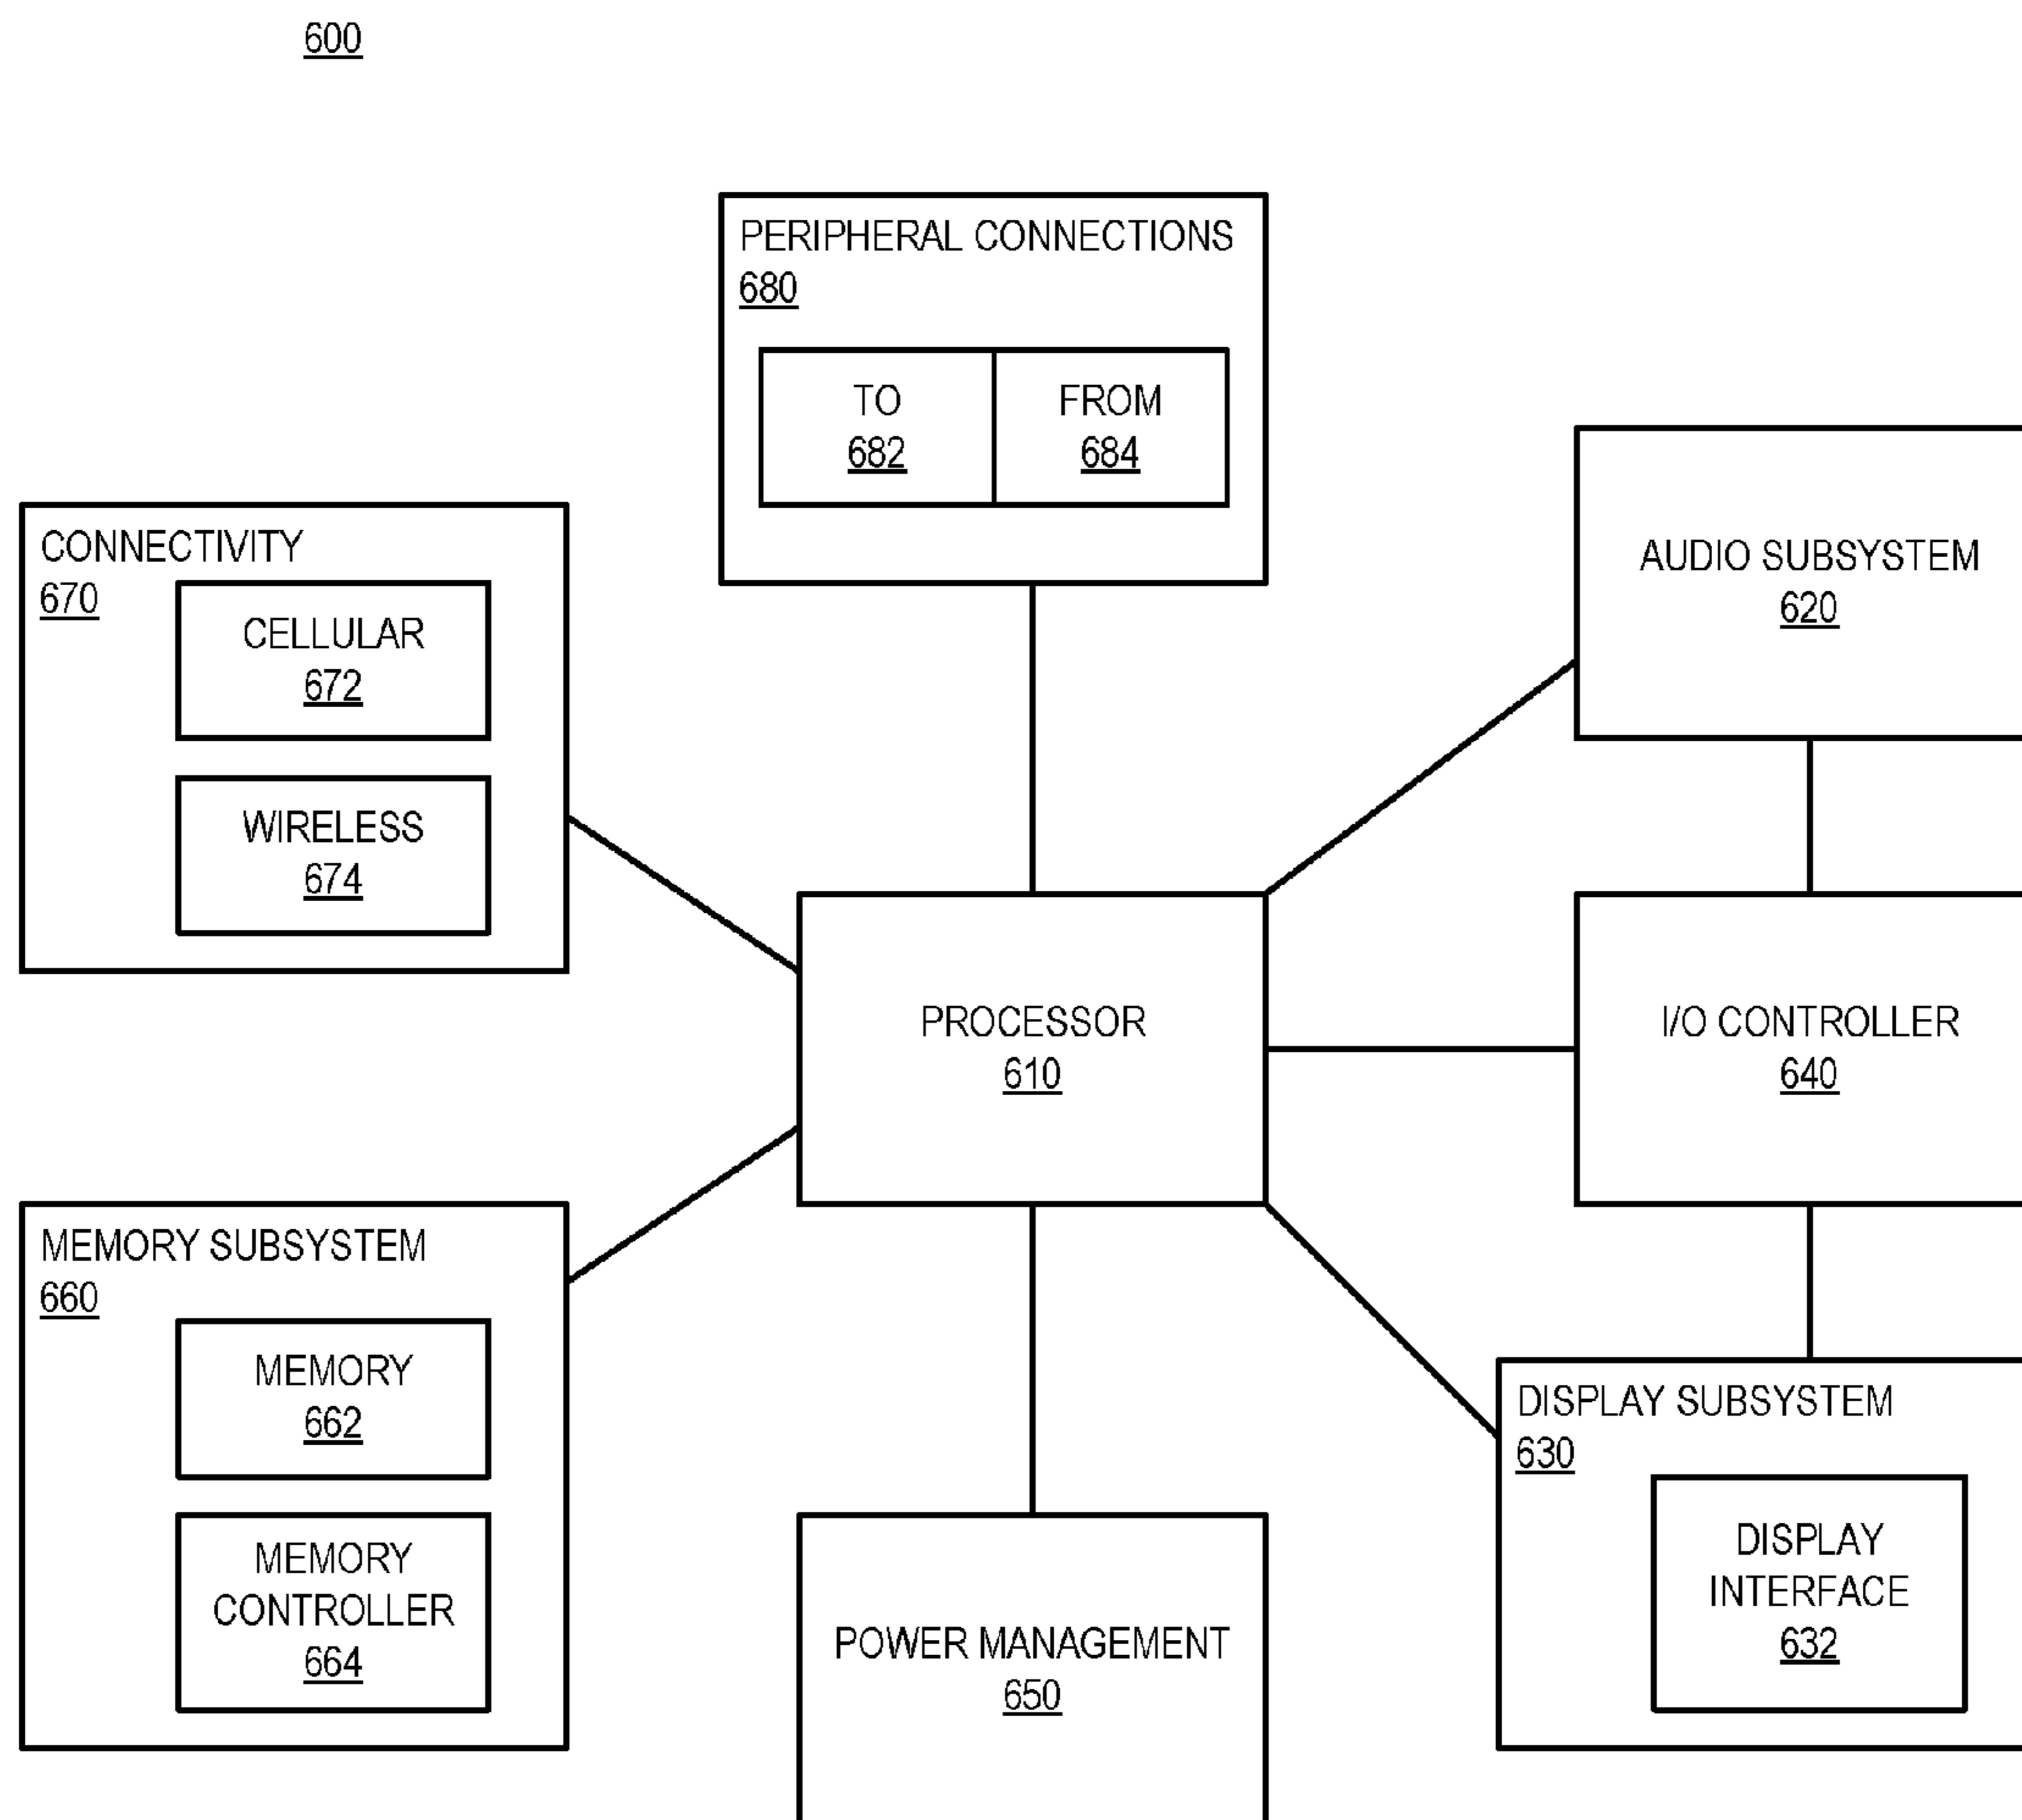 600
PERIPHERAL CONNECTIONS
680
TO
682
FROM
684
CONNECTIVITY
670
CELLULAR
672
WIRELESS
674
AUDIO SUBSYSTEM
620
PROCESSOR
610
I/O CONTROLLER
640
MEMORY SUBSYSTEM
660
MEMORY
662
MEMORY
CONTROLLER
664
POWER MANAGEMENT
650
DISPLAY SUBSYSTEM
630
DISPLAY
INTERFACE
632